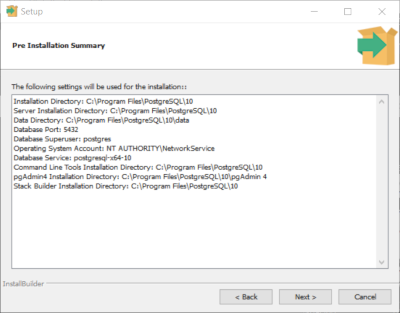 Setup
Pre Installation Summary
The following settings will be used for the installation::
Installation Directory: C:\Program Files\PostgreSQL\10
Server Installation Directory: C:\Program Files\PostgreSQL\10
Data Directory: C:\Program Files\PostgreSQL\10\data
Database Port: 5432
Database Superuser: postgres
Operating System Account: NT AUTHORITY\NetworkService
Database Service: postgresql-x64-10
Command Line Tools Installation Directory: C:\Program Files\PostgreSQL\10
pgAdmin4 Installation Directory: C:\Program Files\PostgreSQL\10\pgAdmin 4
Stack Builder Installation Directory: C:\Program Files\PostgreSQL\10
InstallBuilder
< Back
Next >
Cancel